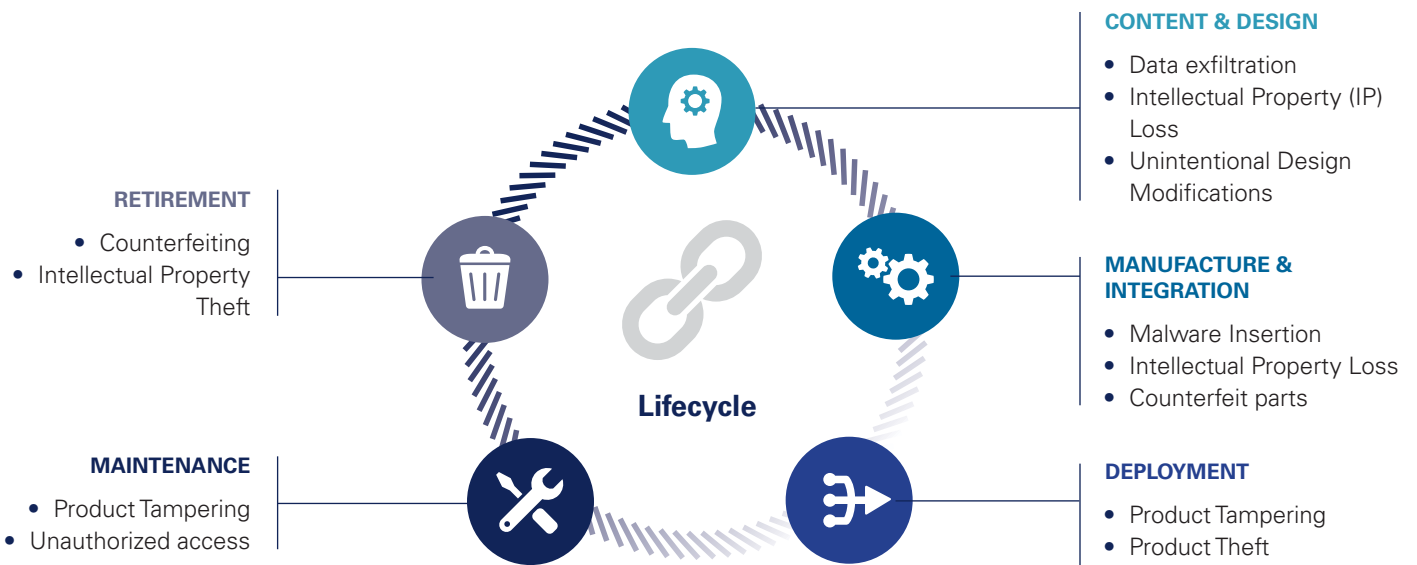 CONTENT & DESIGN
• Data exfiltration
• Intellectual Property (IP)
Loss
• Unintentional Design
Modifications
RETIREMENT
• Counterfeiting
• Intellectual Property
Theft
MANUFACTURE &
INTEGRATION
• Malware Insertion
• Intellectual Property Loss
• Counterfeit parts
Lifecycle
MAINTENANCE
• Product Tampering
• Unauthorized access
DEPLOYMENT
• Product Tampering
• Product Theft